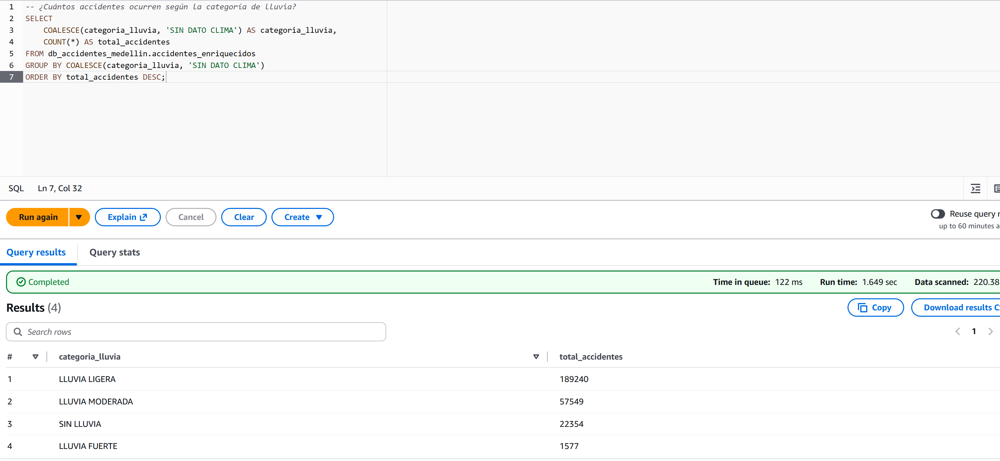 1 -- ¿Cuántos accidentes ocurren según la categoría de lluvia?
2 SELECT
3 COALESCE(categoria_lluvia, 'SIN DATO CLIMA') AS categoria_lluvia,
4 COUNT(*) AS total_accidentes
5 FROM db_accidentes_medellin.accidentes_enriquecidos
6 GROUP BY COALESCE(categoria_lluvia, 'SIN DATO CLIMA')
7 ORDER BY total_accidentes DESC;
SQL Ln 7, Col 32
Run again Explain Cancel Clear Create Reuse query
up to 60 minutes a
Query results Query stats
Completed Time in queue: 122 ms Run time: 1.649 sec Data scanned: 220.38
Results (4) Copy Download results
Search rows 1
# categoria_lluvia total_accidentes
1 LLUVIA LIGERA 189240
2 LLUVIA MODERADA 57549
3 SIN LLUVIA 22354
4 LLUVIA FUERTE 1577